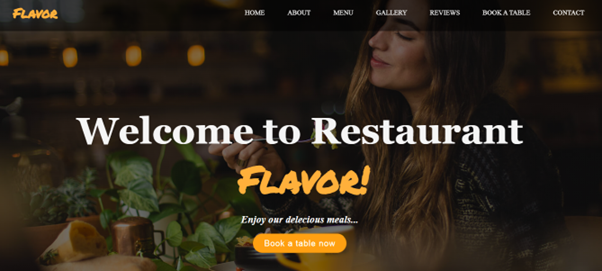 Flavor
HOME ABOUT MENU GALLERY REVIEWS BOOK A TABLE CONTACT
Welcome to Restaurant
Flavor!
Enjoy our delecious meals...
Book a table now